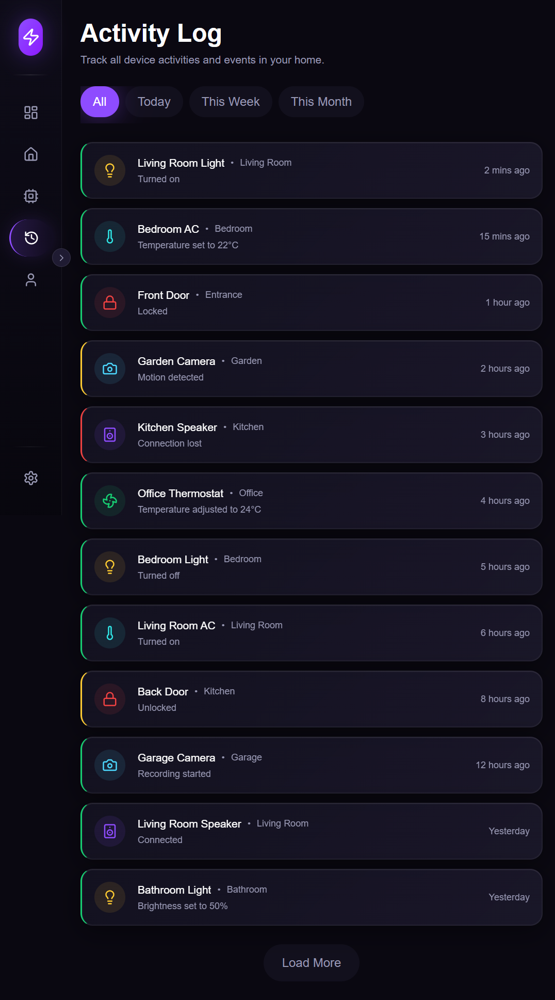 Activity Log
Track all device activities and events in your home.
All Today This Week This Month
Living Room Light • Living Room
Turned on
2 mins ago
Bedroom AC • Bedroom
Temperature set to 22°C
15 mins ago
Front Door • Entrance
Locked
1 hour ago
Garden Camera • Garden
Motion detected
2 hours ago
Kitchen Speaker • Kitchen
Connection lost
3 hours ago
Office Thermostat • Office
Temperature adjusted to 24°C
4 hours ago
Bedroom Light • Bedroom
Turned off
5 hours ago
Living Room AC • Living Room
Turned on
6 hours ago
Back Door • Kitchen
Unlocked
8 hours ago
Garage Camera • Garage
Recording started
12 hours ago
Living Room Speaker • Living Room
Connected
Yesterday
Bathroom Light • Bathroom
Brightness set to 50%
Yesterday
Load More